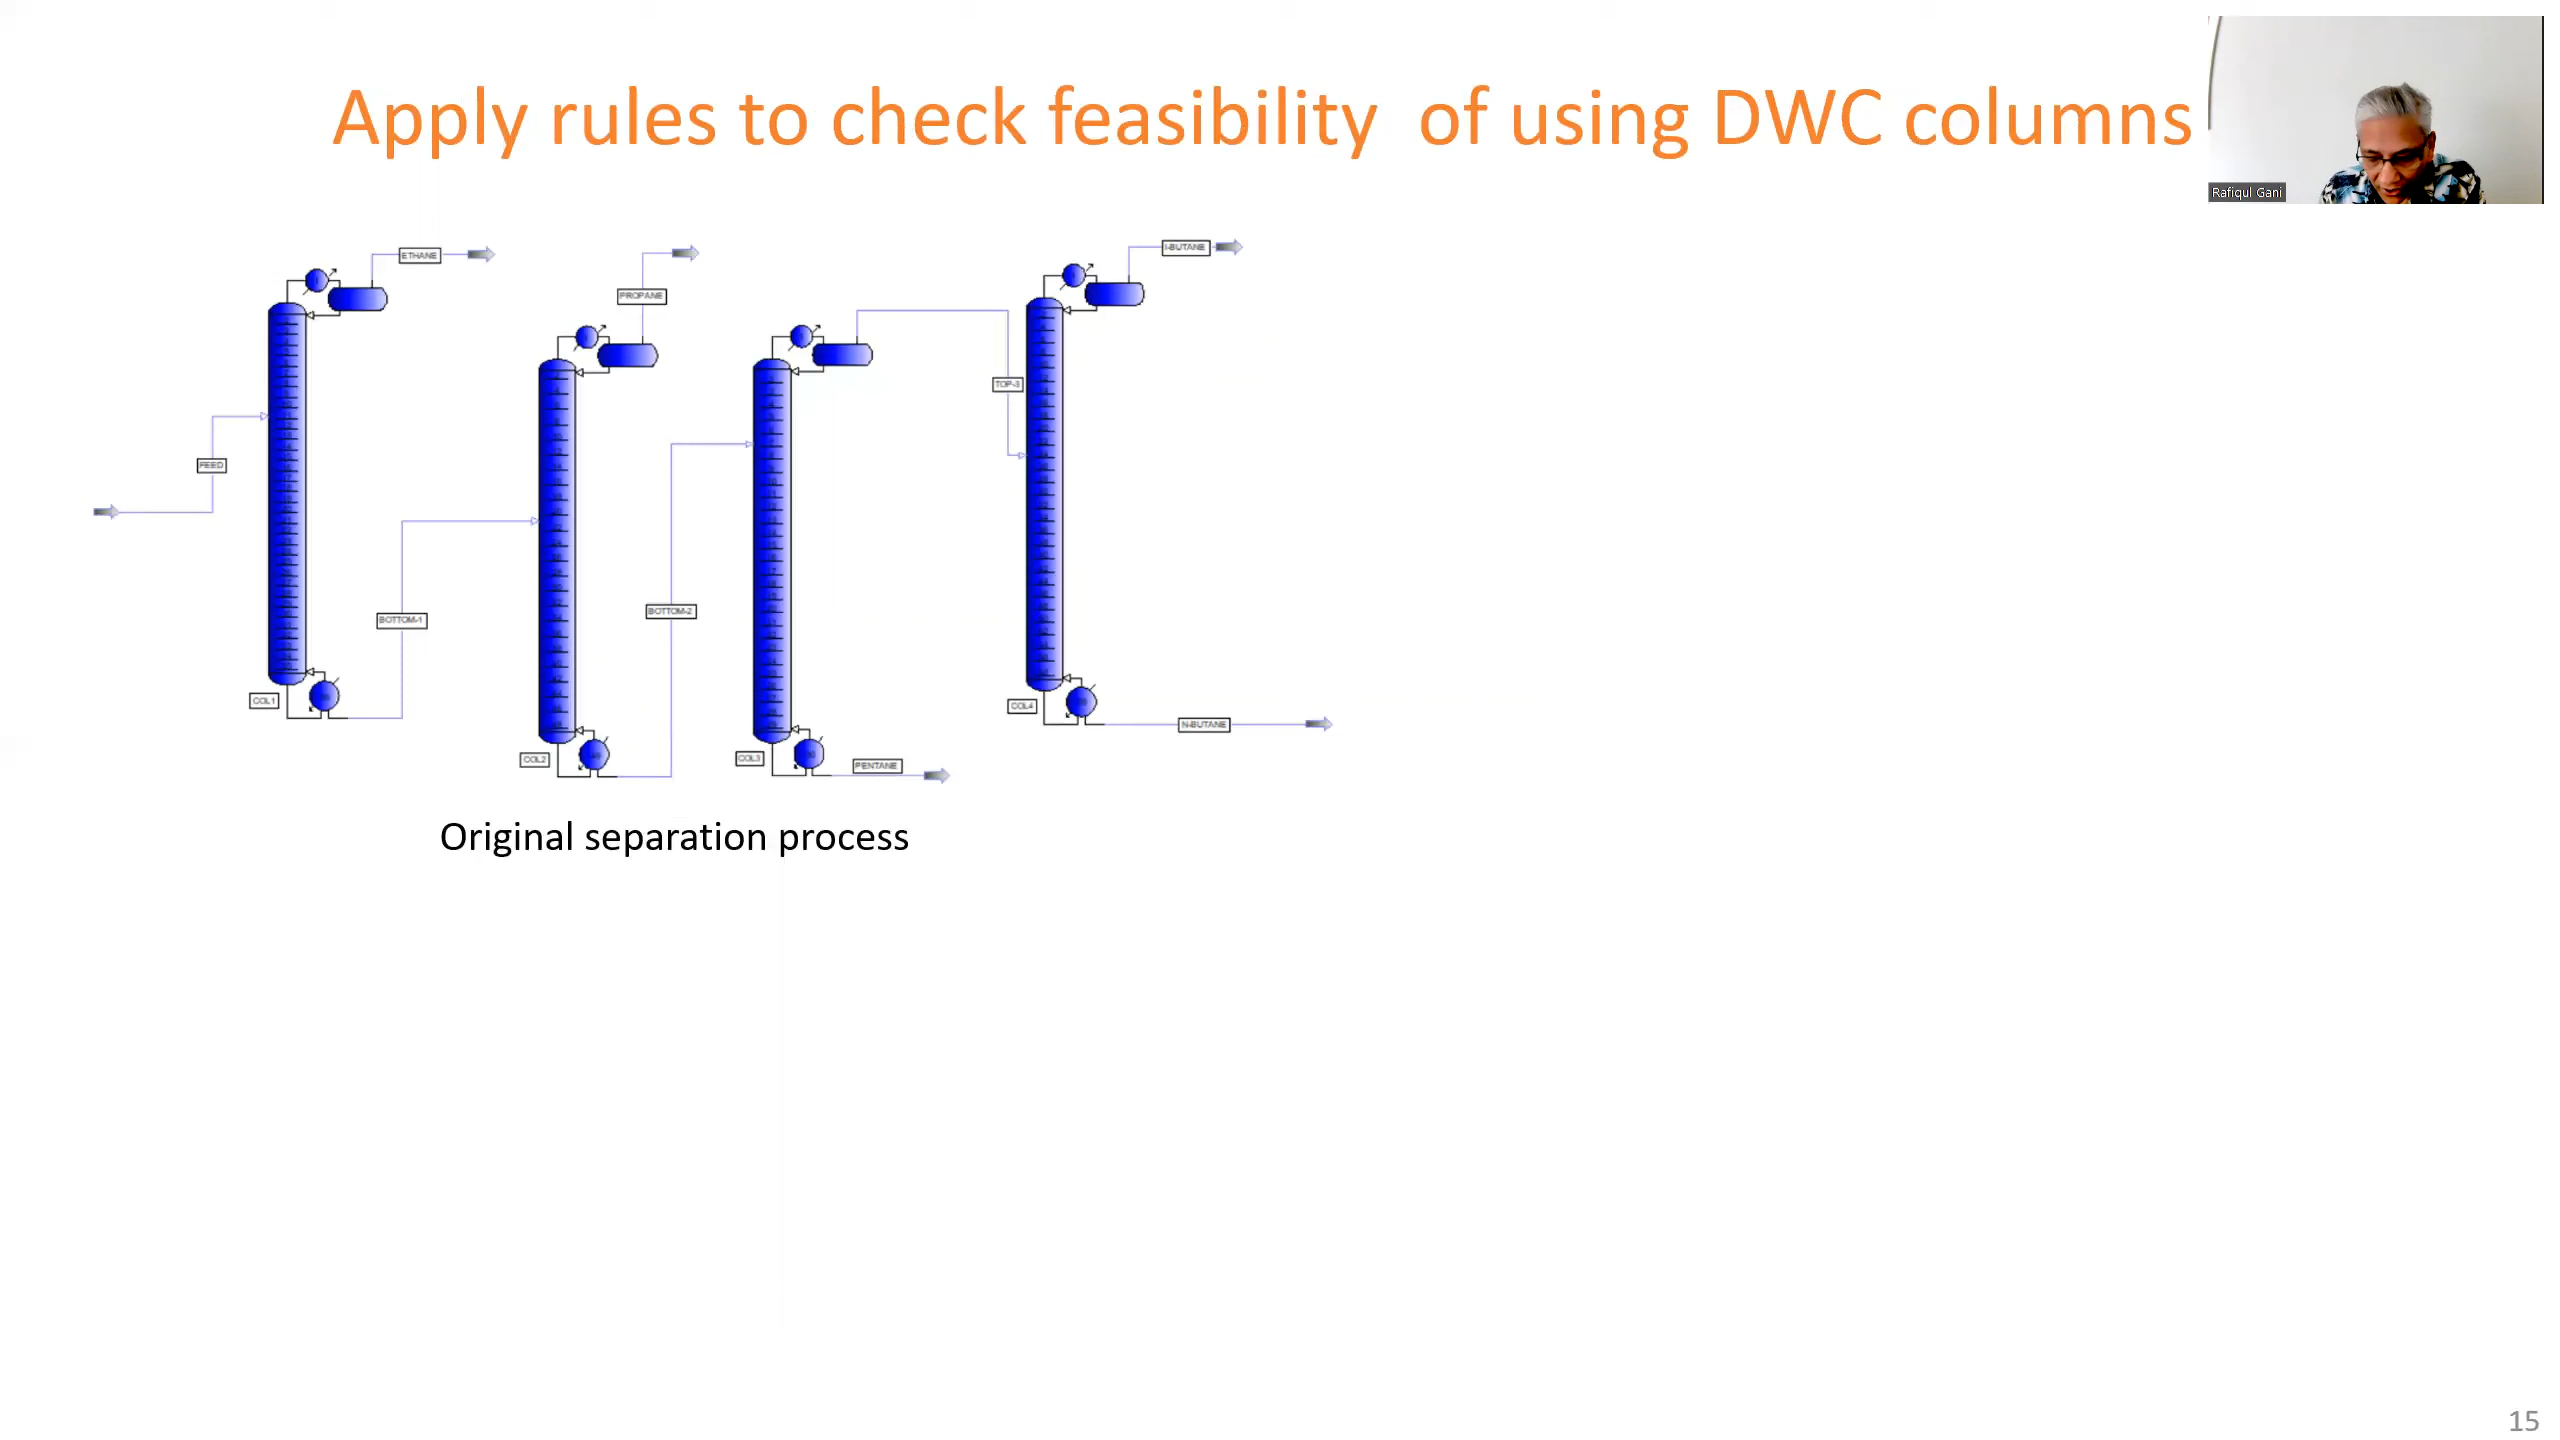 Apply rules to check feasibility of using DWC columns
Rafiqul Gani
ETHANE
PROPANE
I-BUTANE
TOP-3
FEED
BOTTOM-1
BOTTOM-2
COL1
COL2
COL3
COL4
PENTANE
N-BUTANE
Original separation process
15